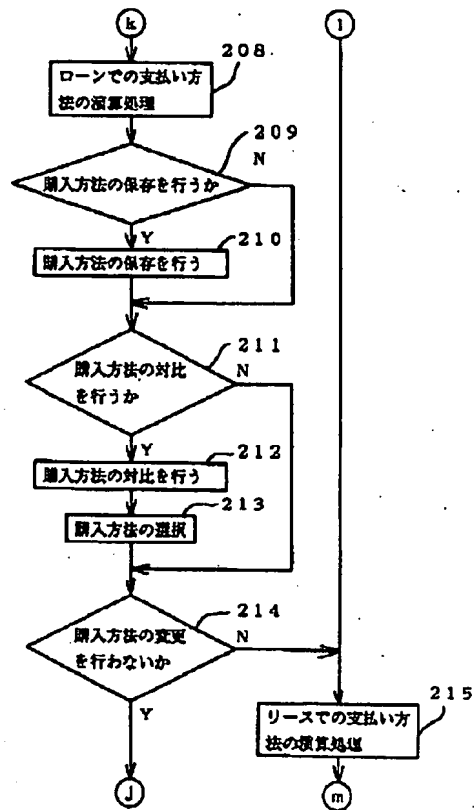 k
l
208
ローンでの支払い方
法の演算処理
209
購入方法の保存を行うか
N
Y
210
購入方法の保存を行う
211
購入方法の対比
を行うか
N
Y
212
購入方法の対比を行う
213
購入方法の選択
214
購入方法の変更
を行わないか
N
Y
215
リースでの支払い方
法の演算処理
j
m